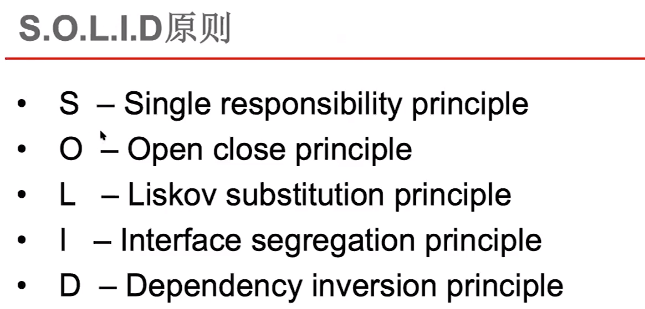 S.O.L.I.D原则
• S – Single responsibility principle
• O – Open close principle
• L – Liskov substitution principle
• I – Interface segregation principle
• D – Dependency inversion principle